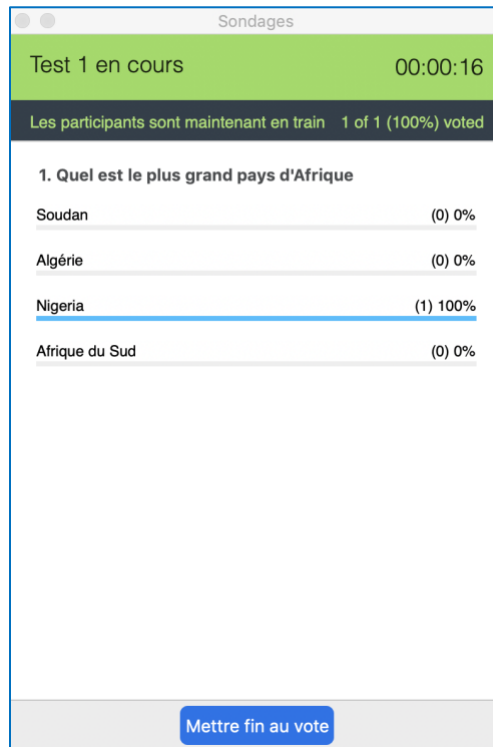 Sondages
Test 1 en cours 00:00:16
Les participants sont maintenant en train 1 of 1 (100%) voted
1. Quel est le plus grand pays d'Afrique
Soudan (0) 0%
Algérie (0) 0%
Nigeria (1) 100%
Afrique du Sud (0) 0%
Mettre fin au vote